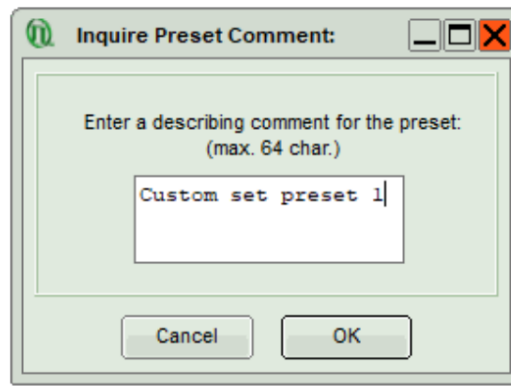 Inquire Preset Comment:
Enter a describing comment for the preset:
(max. 64 char.)
Custom set preset 1
Cancel
OK